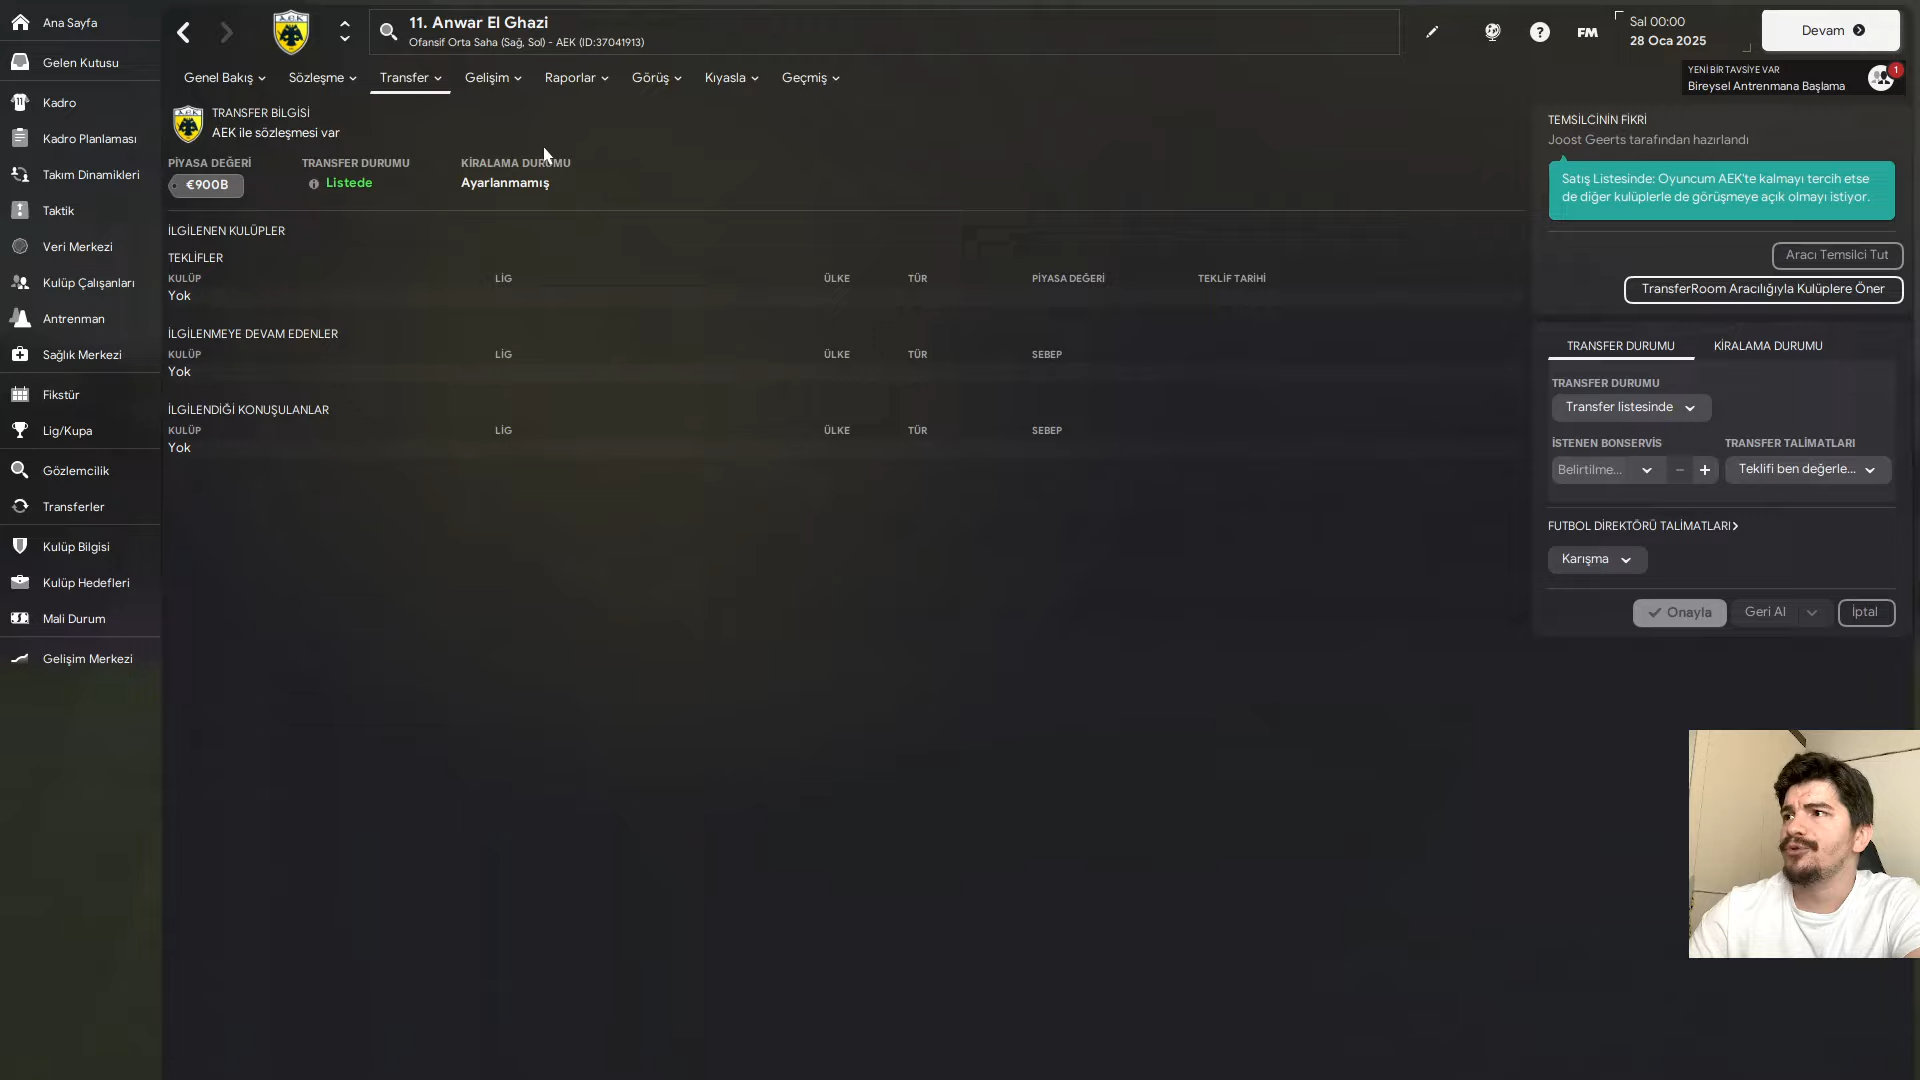 Ana Sayfa
Gelen Kutusu
Kadro
Kadro Planlaması
Takım Dinamikleri
Taktik
Veri Merkezi
Kulüp Çalışanları
Antrenman
Sağlık Merkezi
Fikstür
Lig/Kupa
Gözlemcilik
Transferler
Kulüp Bilgisi
Kulüp Hedefleri
Mali Durum
Gelişim Merkezi
11. Anwar El Ghazi
Ofansif Orta Saha (Sağ, Sol) - AEK (ID:37041913)
FM
Sal 00:00
28 Oca 2025
Devam
Genel Bakış Sözleşme Transfer Gelişim Raporlar Görüş Kıyasla Geçmiş
YENİ BİR TAVSİYE VAR
Bireysel Antrenmana Başlama
1
TRANSFER BİLGİSİ
AEK ile sözleşmesi var
PİYASA DEĞERİ TRANSFER DURUMU KİRALAMA DURUMU
€900B Listede Ayarlanmamış
İLGİLENEN KULÜPLER
TEKLİFLER
KULÜP LİG ÜLKE TÜR PİYASA DEĞERİ TEKLİF TARİHİ
Yok
İLGİLENMEYE DEVAM EDENLER
KULÜP LİG ÜLKE TÜR SEBEP
Yok
İLGİLENDİĞİ KONUŞULANLAR
KULÜP LİG ÜLKE TÜR SEBEP
Yok
TEMSİLCİNİN FİKRİ
Joost Geerts tarafından hazırlandı
Satış Listesinde: Oyuncum AEK'te kalmayı tercih etse
de diğer kulüplerle de görüşmeye açık olmayı istiyor.
Aracı Temsilci Tut
TransferRoom Aracılığıyla Kulüplere Öner
TRANSFER DURUMU KİRALAMA DURUMU
TRANSFER DURUMU
Transfer listesinde
İSTENEN BONSERVİS TRANSFER TALİMATLARI
Belirtilme... − + Teklifi ben değerle...
FUTBOL DİREKTÖRÜ TALİMATLARI
Karışma
Onayla Geri Al İptal